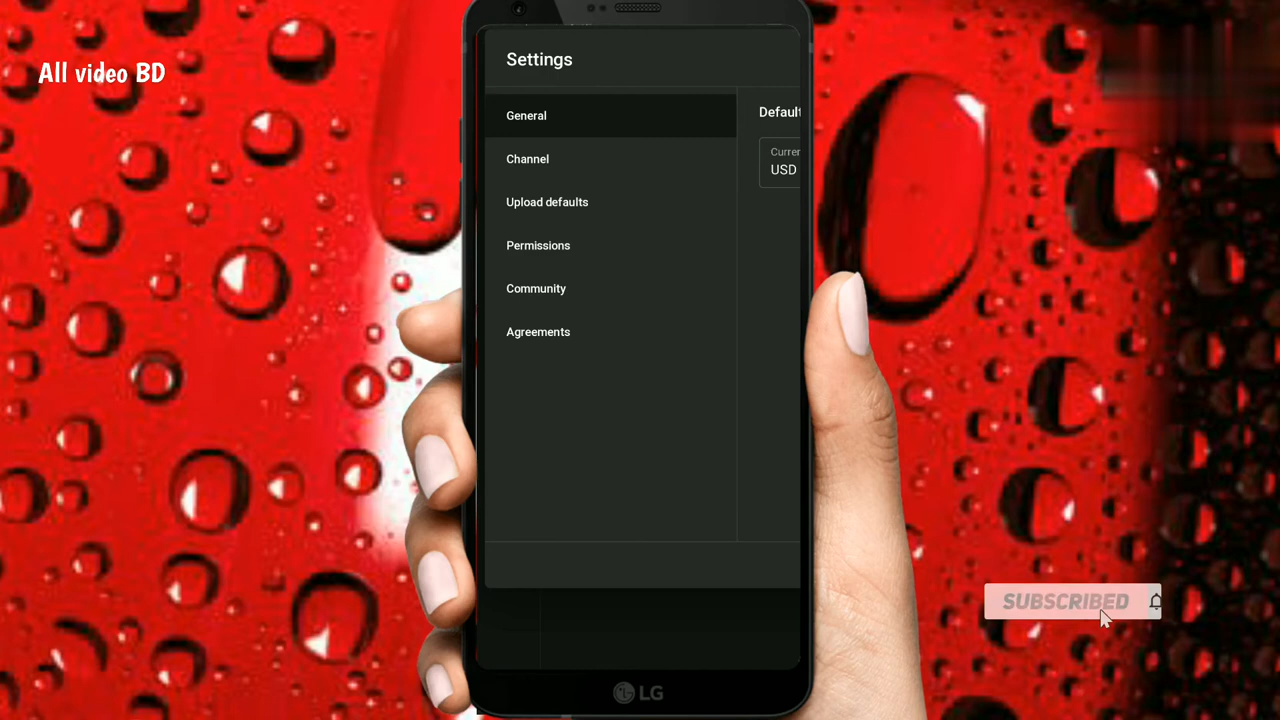 All video BD
Settings
General
Channel
Upload defaults
Permissions
Community
Agreements
Default
Curren
USD
SUBSCRIBED
LG